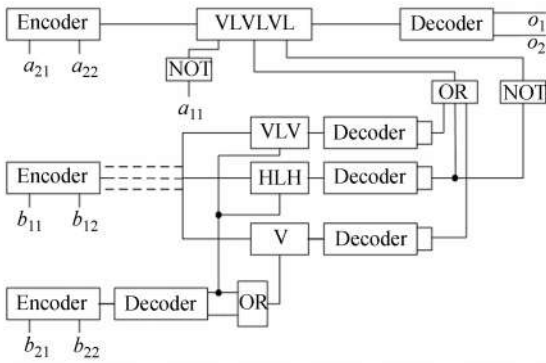 Encoder VLVLVL Decoder o₁
o₂
a₂₁ a₂₂ NOT OR NOT
a₁₁
VLV Decoder
Encoder HLH Decoder
b₁₁ b₁₂
V Decoder
Encoder Decoder OR
b₂₁ b₂₂